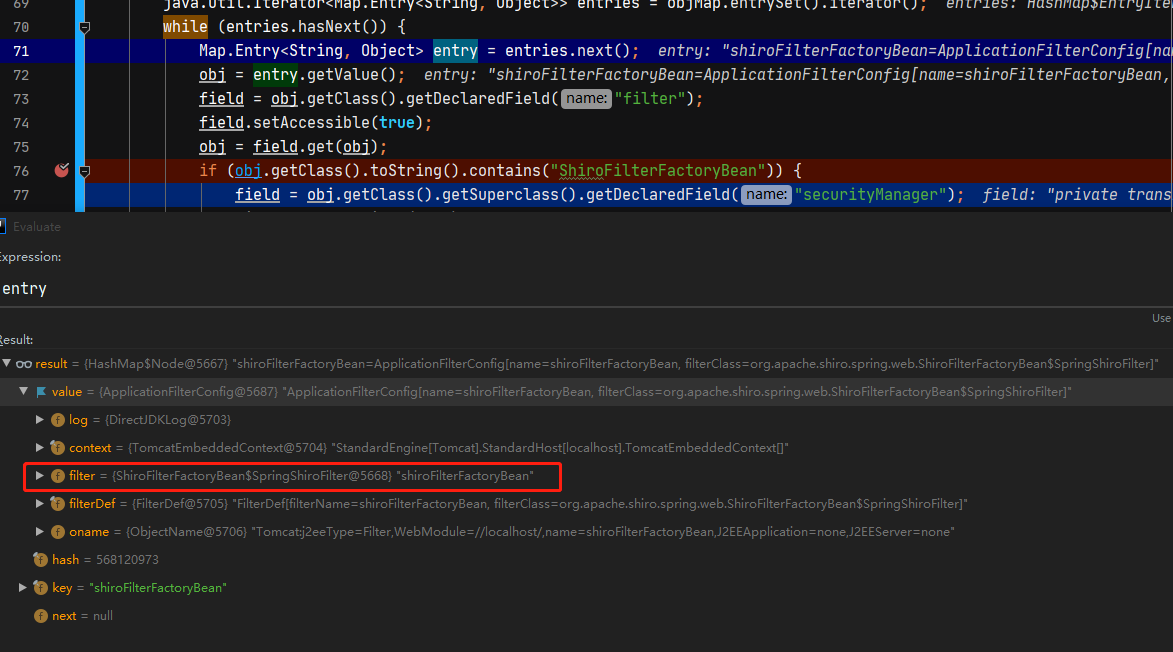 69 java.util.Iterator<Map.Entry<String, Object>> entries = objMap.entrySet().iterator(); entries: HashMap$EntryIte
70 while (entries.hasNext()) {
71 Map.Entry<String, Object> entry = entries.next(); entry: "shiroFilterFactoryBean=ApplicationFilterConfig[na
72 obj = entry.getValue(); entry: "shiroFilterFactoryBean=ApplicationFilterConfig[name=shiroFilterFactoryBean,
73 field = obj.getClass().getDeclaredField( name: "filter");
74 field.setAccessible(true);
75 obj = field.get(obj);
76 if (obj.getClass().toString().contains("ShiroFilterFactoryBean")) {
77 field = obj.getClass().getSuperclass().getDeclaredField( name: "securityManager"); field: "private trans
Evaluate
Expression:
entry
Use
Result:
result = {HashMap$Node@5667} "shiroFilterFactoryBean=ApplicationFilterConfig[name=shiroFilterFactoryBean, filterClass=org.apache.shiro.spring.web.ShiroFilterFactoryBean$SpringShiroFilter]"
value = {ApplicationFilterConfig@5687} "ApplicationFilterConfig[name=shiroFilterFactoryBean, filterClass=org.apache.shiro.spring.web.ShiroFilterFactoryBean$SpringShiroFilter]"
log = {DirectJDKLog@5703}
context = {TomcatEmbeddedContext@5704} "StandardEngine[Tomcat].StandardHost[localhost].TomcatEmbeddedContext[]"
filter = {ShiroFilterFactoryBean$SpringShiroFilter@5668} "shiroFilterFactoryBean"
filterDef = {FilterDef@5705} "FilterDef[filterName=shiroFilterFactoryBean, filterClass=org.apache.shiro.spring.web.ShiroFilterFactoryBean$SpringShiroFilter]"
oname = {ObjectName@5706} "Tomcat:j2eeType=Filter,WebModule=//localhost/,name=shiroFilterFactoryBean,J2EEApplication=none,J2EEServer=none"
hash = 568120973
key = "shiroFilterFactoryBean"
next = null